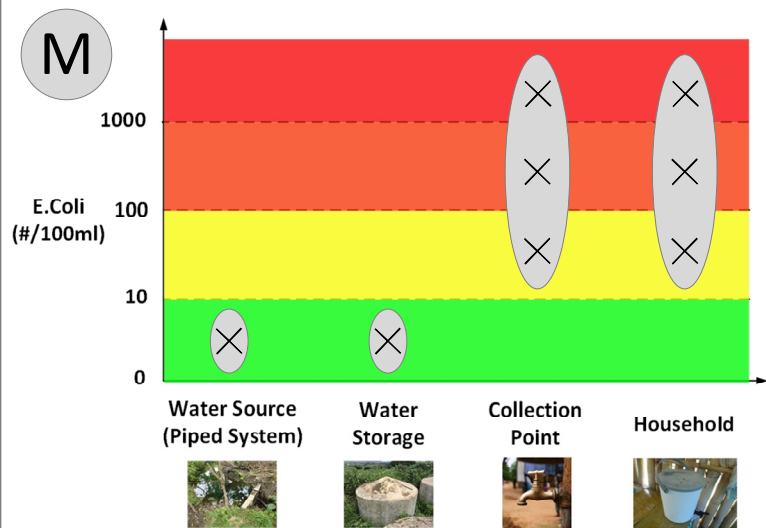 M
1000
E.Coli
(#/100ml)
100
10
0
Water Source
(Piped System)
Water
Storage
Collection
Point
Household